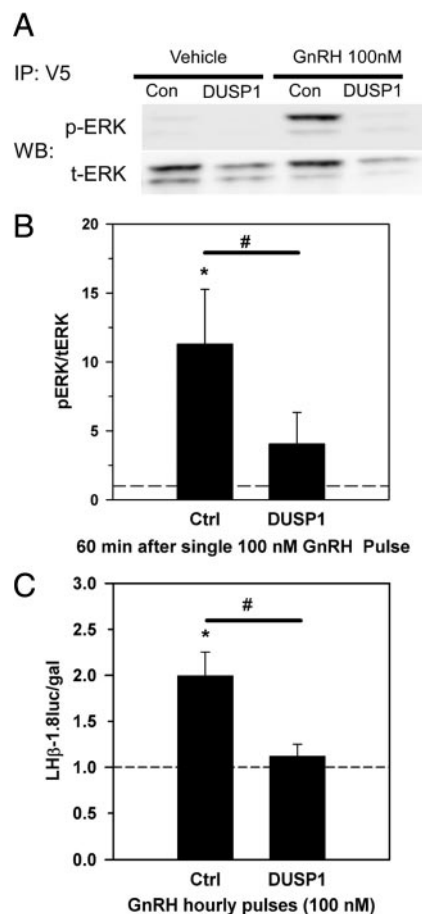 A
IP: V5
Vehicle GnRH 100nM
Con DUSP1 Con DUSP1
WB:
p-ERK
t-ERK
B
pERK/tERK
20
15
10
5
0
#
*
Ctrl DUSP1
60 min after single 100 nM GnRH Pulse
C
LHβ-1.8luc/gal
3.0
2.5
2.0
1.5
1.0
0.5
0.0
#
*
Ctrl DUSP1
GnRH hourly pulses (100 nM)